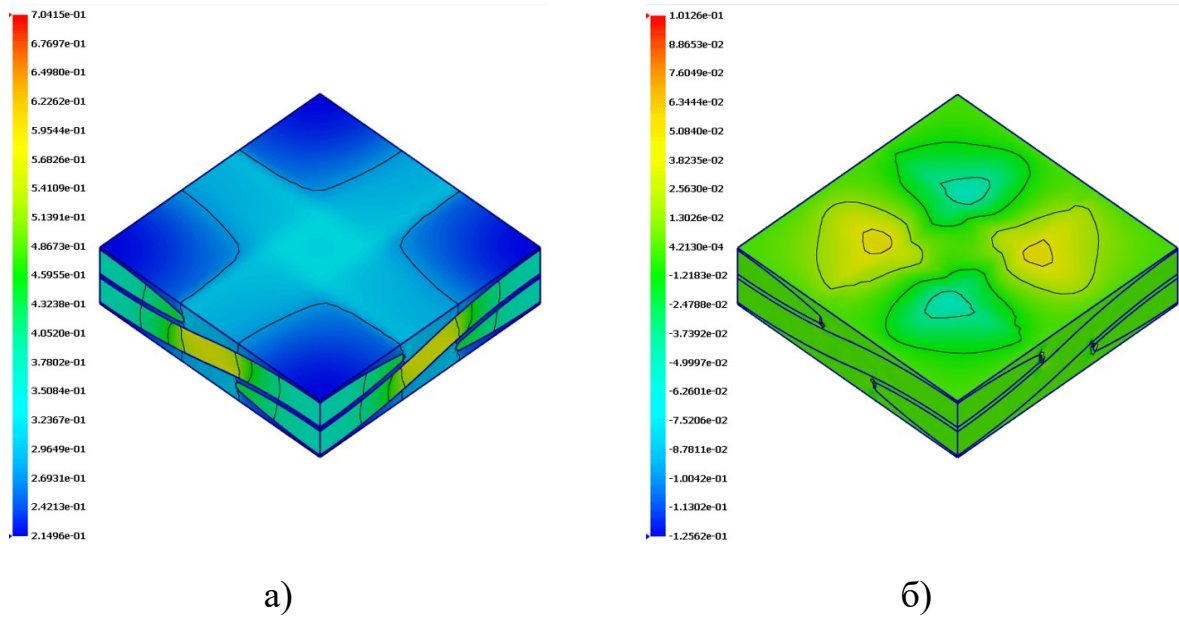 7.0415e-01
6.7697e-01
6.4980e-01
6.2262e-01
5.9544e-01
5.6826e-01
5.4109e-01
5.1391e-01
4.8673e-01
4.5955e-01
4.3238e-01
4.0520e-01
3.7802e-01
3.5084e-01
3.2367e-01
2.9649e-01
2.6931e-01
2.4213e-01
2.1496e-01
а)
1.0126e-01
8.8653e-02
7.6049e-02
6.3444e-02
5.0840e-02
3.8235e-02
2.5630e-02
1.3026e-02
4.2130e-04
-1.2183e-02
-2.4788e-02
-3.7392e-02
-4.9997e-02
-6.2601e-02
-7.5206e-02
-8.7811e-02
-1.0042e-01
-1.1302e-01
-1.2562e-01
б)